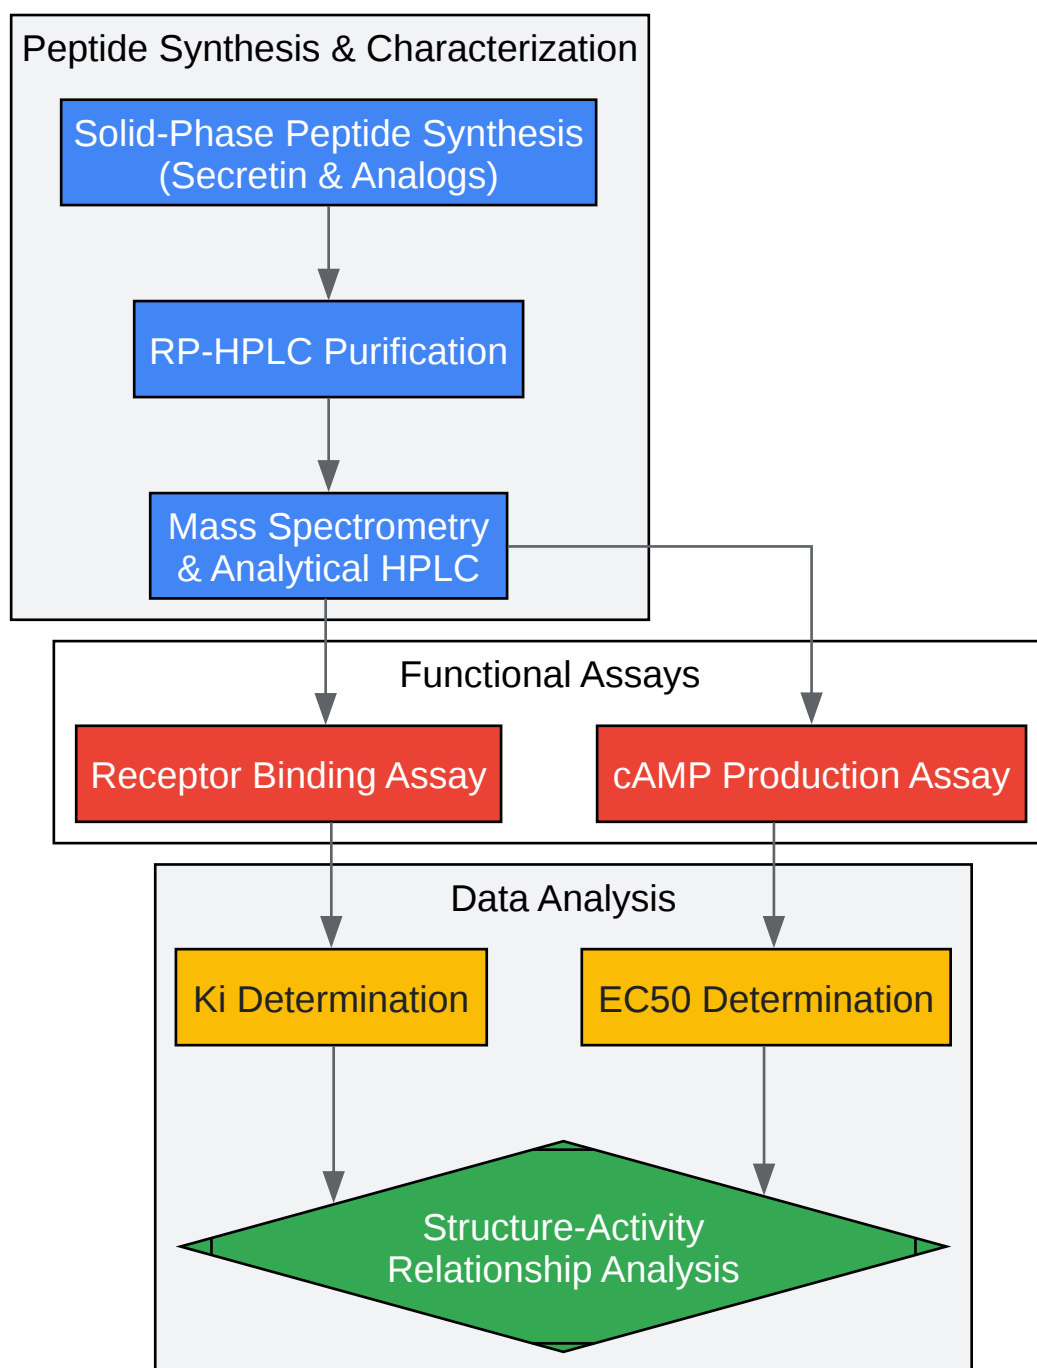 Peptide Synthesis & Characterization
Solid-Phase Peptide Synthesis
(Secretin & Analogs)
RP-HPLC Purification
Mass Spectrometry
& Analytical HPLC
Functional Assays
Receptor Binding Assay
cAMP Production Assay
Data Analysis
Ki Determination
EC50 Determination
Structure-Activity
Relationship Analysis